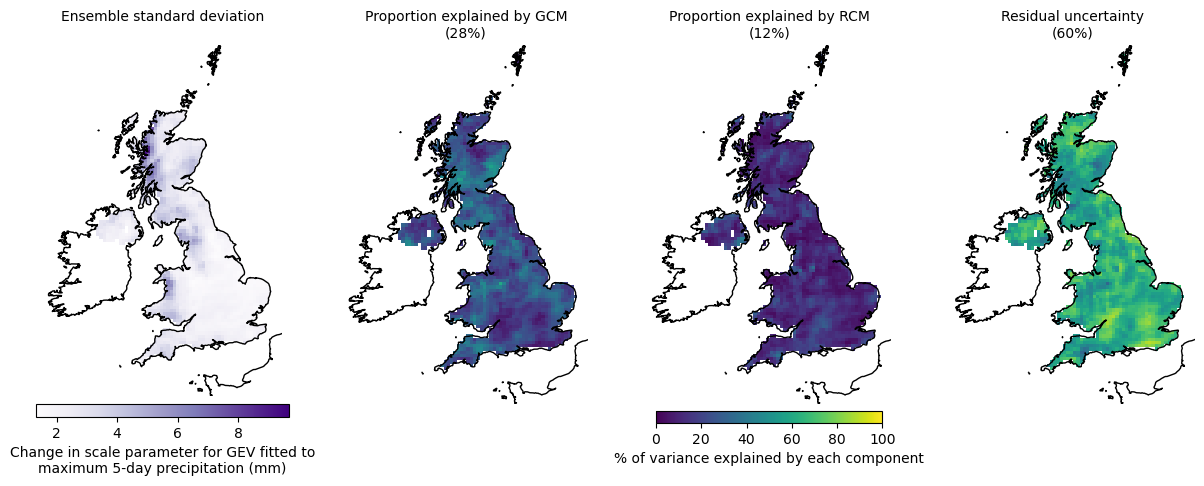 Ensemble standard deviation
Proportion explained by GCM
(28%)
Proportion explained by RCM
(12%)
Residual uncertainty
(60%)
2 4 6 8
Change in scale parameter for GEV fitted to
maximum 5-day precipitation (mm)
0 20 40 60 80 100
% of variance explained by each component